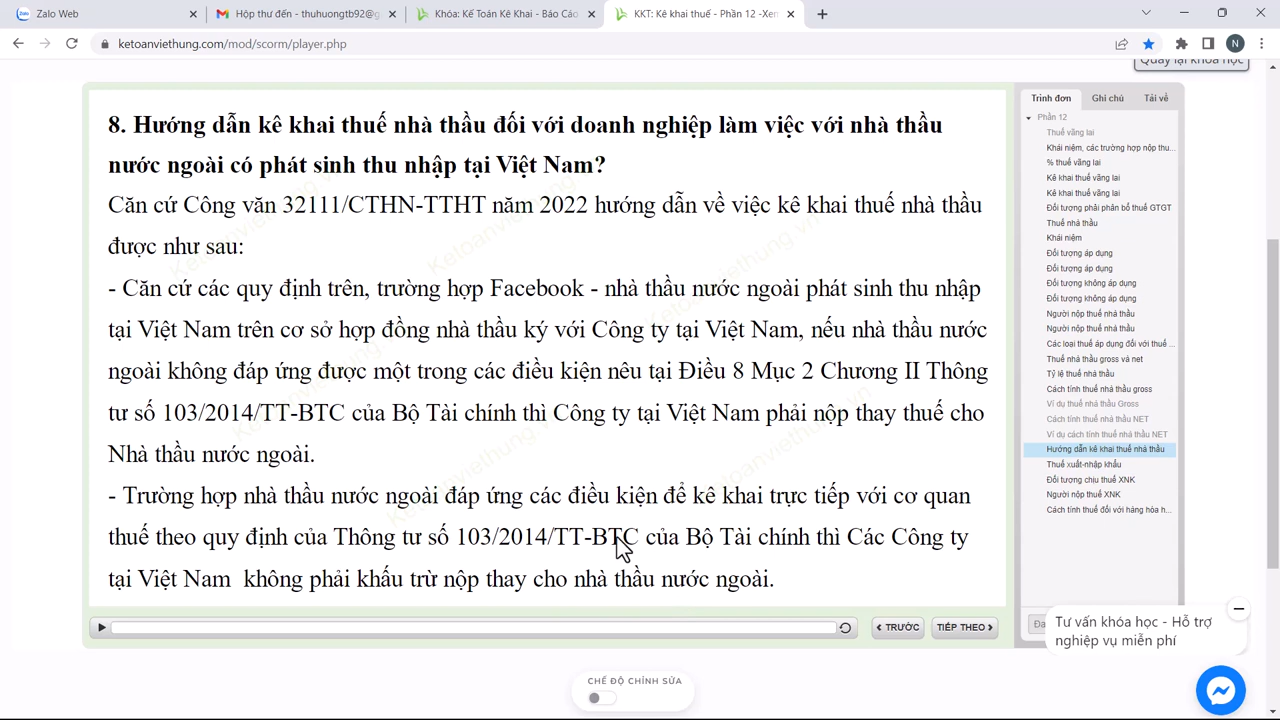 Zalo Web
Hộp thư đến - thuhuongtb92@g
Khóa: Kế Toán Kê Khai - Báo Cáo
KKT: Kê khai thuế - Phần 12 -Xem
ketoanviethung.com/mod/scorm/player.php
N
Quay lại khóa học
8. Hướng dẫn kê khai thuế nhà thầu đối với doanh nghiệp làm việc với nhà thầu
nước ngoài có phát sinh thu nhập tại Việt Nam?
Căn cứ Công văn 32111/CTHN-TTHT năm 2022 hướng dẫn về việc kê khai thuế nhà thầu
được như sau:
- Căn cứ các quy định trên, trường hợp Facebook - nhà thầu nước ngoài phát sinh thu nhập
tại Việt Nam trên cơ sở hợp đồng nhà thầu ký với Công ty tại Việt Nam, nếu nhà thầu nước
ngoài không đáp ứng được một trong các điều kiện nêu tại Điều 8 Mục 2 Chương II Thông
tư số 103/2014/TT-BTC của Bộ Tài chính thì Công ty tại Việt Nam phải nộp thay thuế cho
Nhà thầu nước ngoài.
- Trường hợp nhà thầu nước ngoài đáp ứng các điều kiện để kê khai trực tiếp với cơ quan
thuế theo quy định của Thông tư số 103/2014/TT-BTC của Bộ Tài chính thì Các Công ty
tại Việt Nam không phải khấu trừ nộp thay cho nhà thầu nước ngoài.
TRƯỚC
TIẾP THEO
Trình đơn
Ghi chú
Tải về
Phần 12
Thuế vãng lai
Khái niệm, các trường hợp nộp thu...
% thuế vãng lai
Kê khai thuế vãng lai
Kê khai thuế vãng lai
Đối tượng phải phân bổ thuế GTGT
Thuế nhà thầu
Khái niệm
Đối tượng áp dụng
Đối tượng áp dụng
Đối tượng không áp dụng
Đối tượng không áp dụng
Người nộp thuế nhà thầu
Người nộp thuế nhà thầu
Các loại thuế áp dụng đối với thuế ...
Thuế nhà thầu gross và net
Tỷ lệ thuế nhà thầu
Cách tính thuế nhà thầu gross
Ví dụ thuế nhà thầu Gross
Cách tính thuế nhà thầu NET
Ví dụ cách tính thuế nhà thầu NET
Hướng dẫn kê khai thuế nhà thầu
Thuế xuất-nhập khẩu
Đối tượng chịu thuế XNK
Người nộp thuế XNK
Cách tính thuế đối với hàng hóa h...
Tư vấn khóa học - Hỗ trợ
nghiệp vụ miễn phí
CHẾ ĐỘ CHỈNH SỬA